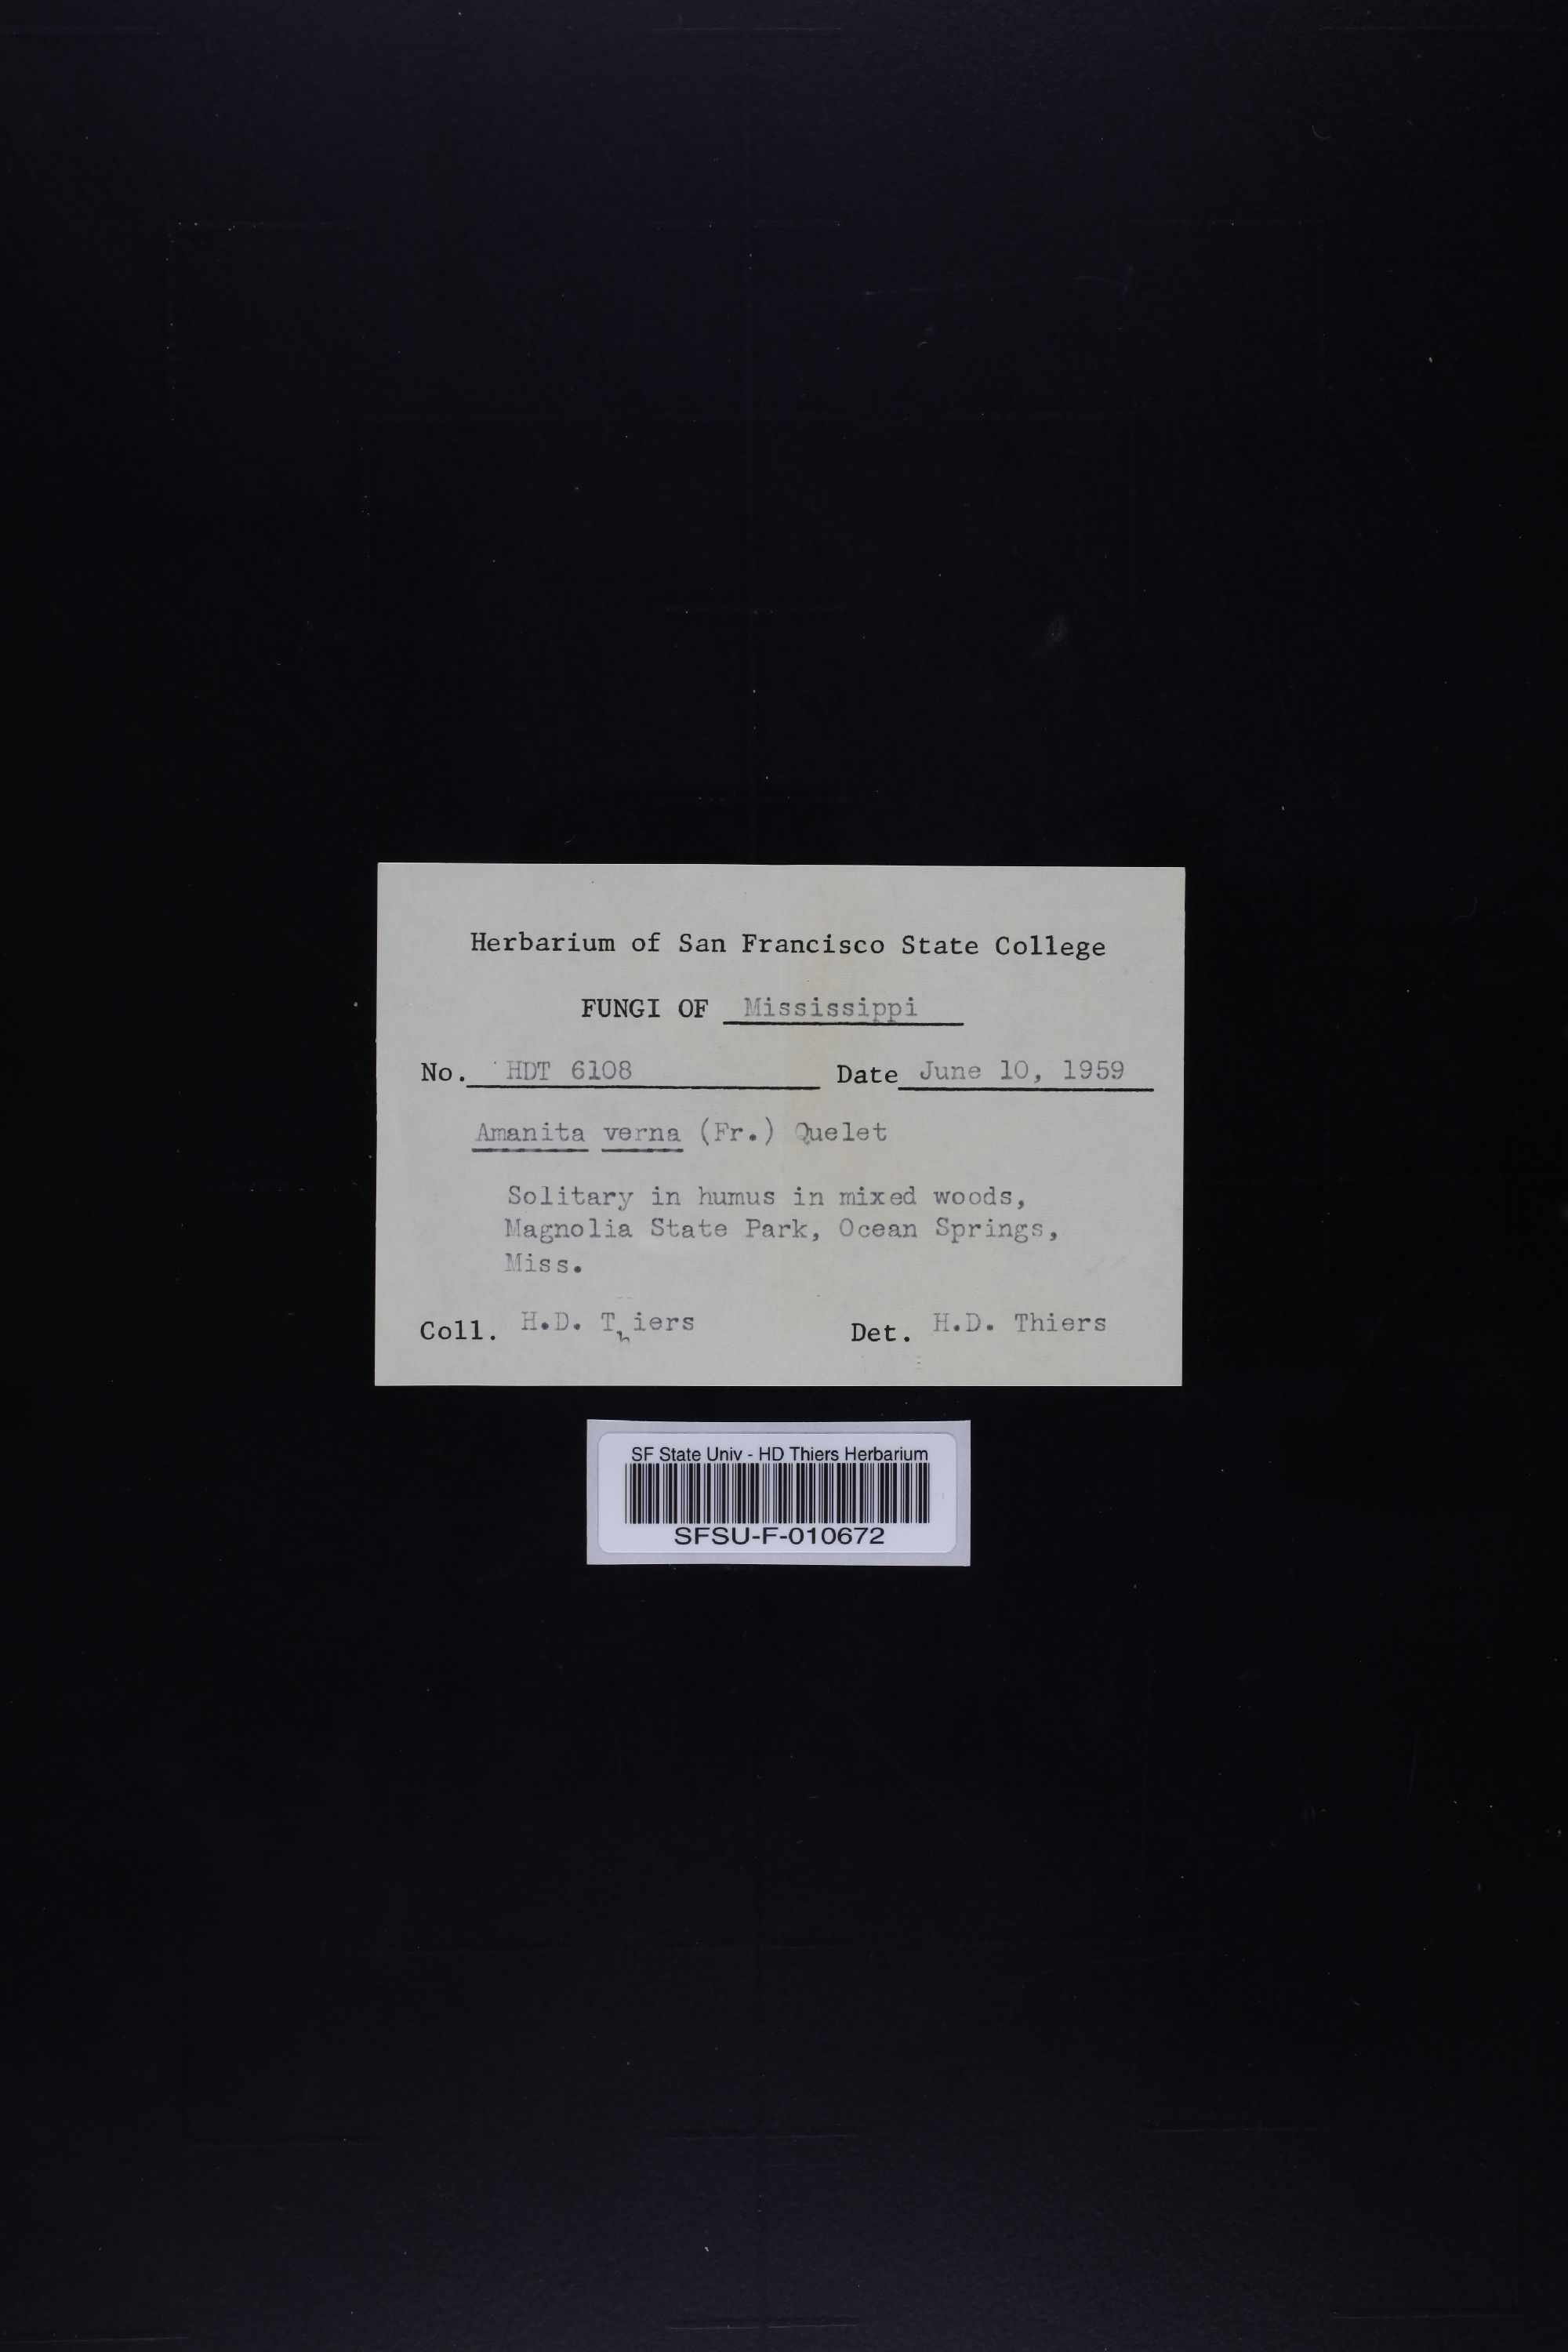 Herbarium of San Francisco State College
FUNGI OF Mississippi
No. HDT 6108 Date June 10, 1959
Amanita verna (Fr.) Quelet
Solitary in humus in mixed woods,
Magnolia State Park, Ocean Springs,
Miss.
Coll. H.D. Thiers Det. H.D. Thiers
SF State Univ - HD Thiers Herbarium
SFSU-F-010672